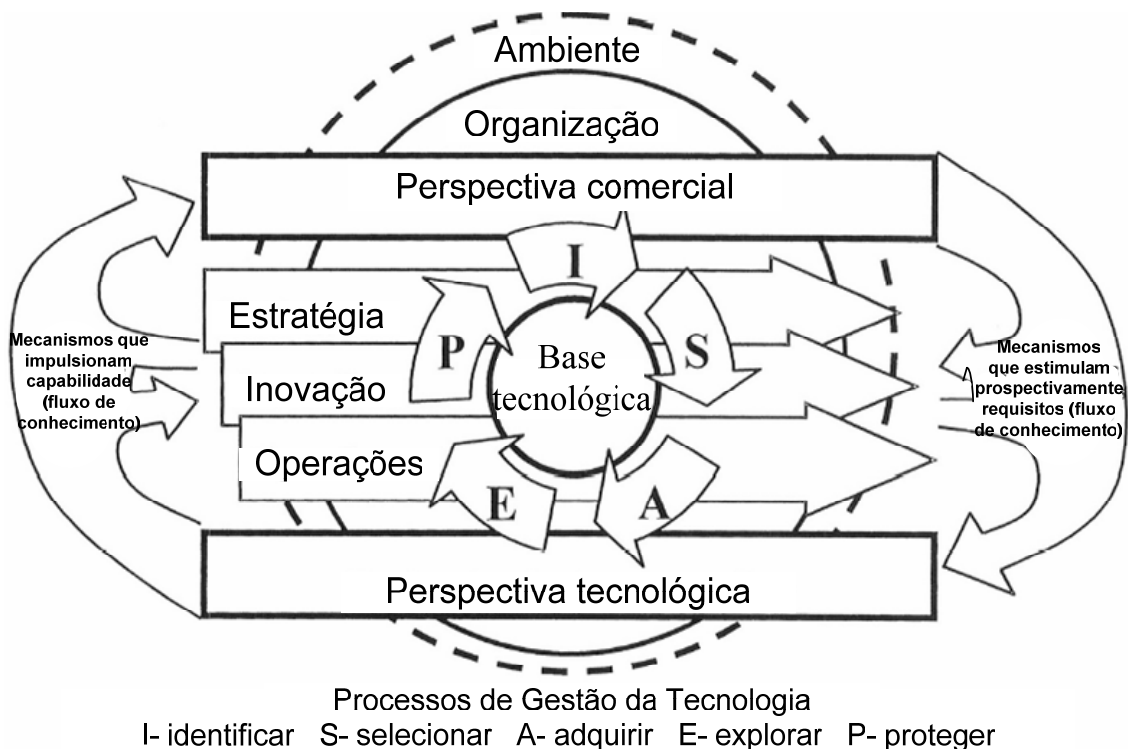 Ambiente
Organização
Perspectiva comercial
I
Estratégia
P
S
Mecanismos que
impulsionam
capabilidade
(fluxo de
conhecimento)
Base
tecnológica
Mecanismos
que estimulam
prospectivamente
requisitos (fluxo
de conhecimento)
Inovação
Operações
E
A
Perspectiva tecnológica
Processos de Gestão da Tecnologia
I- identificar S- selecionar A- adquirir E- explorar P- proteger